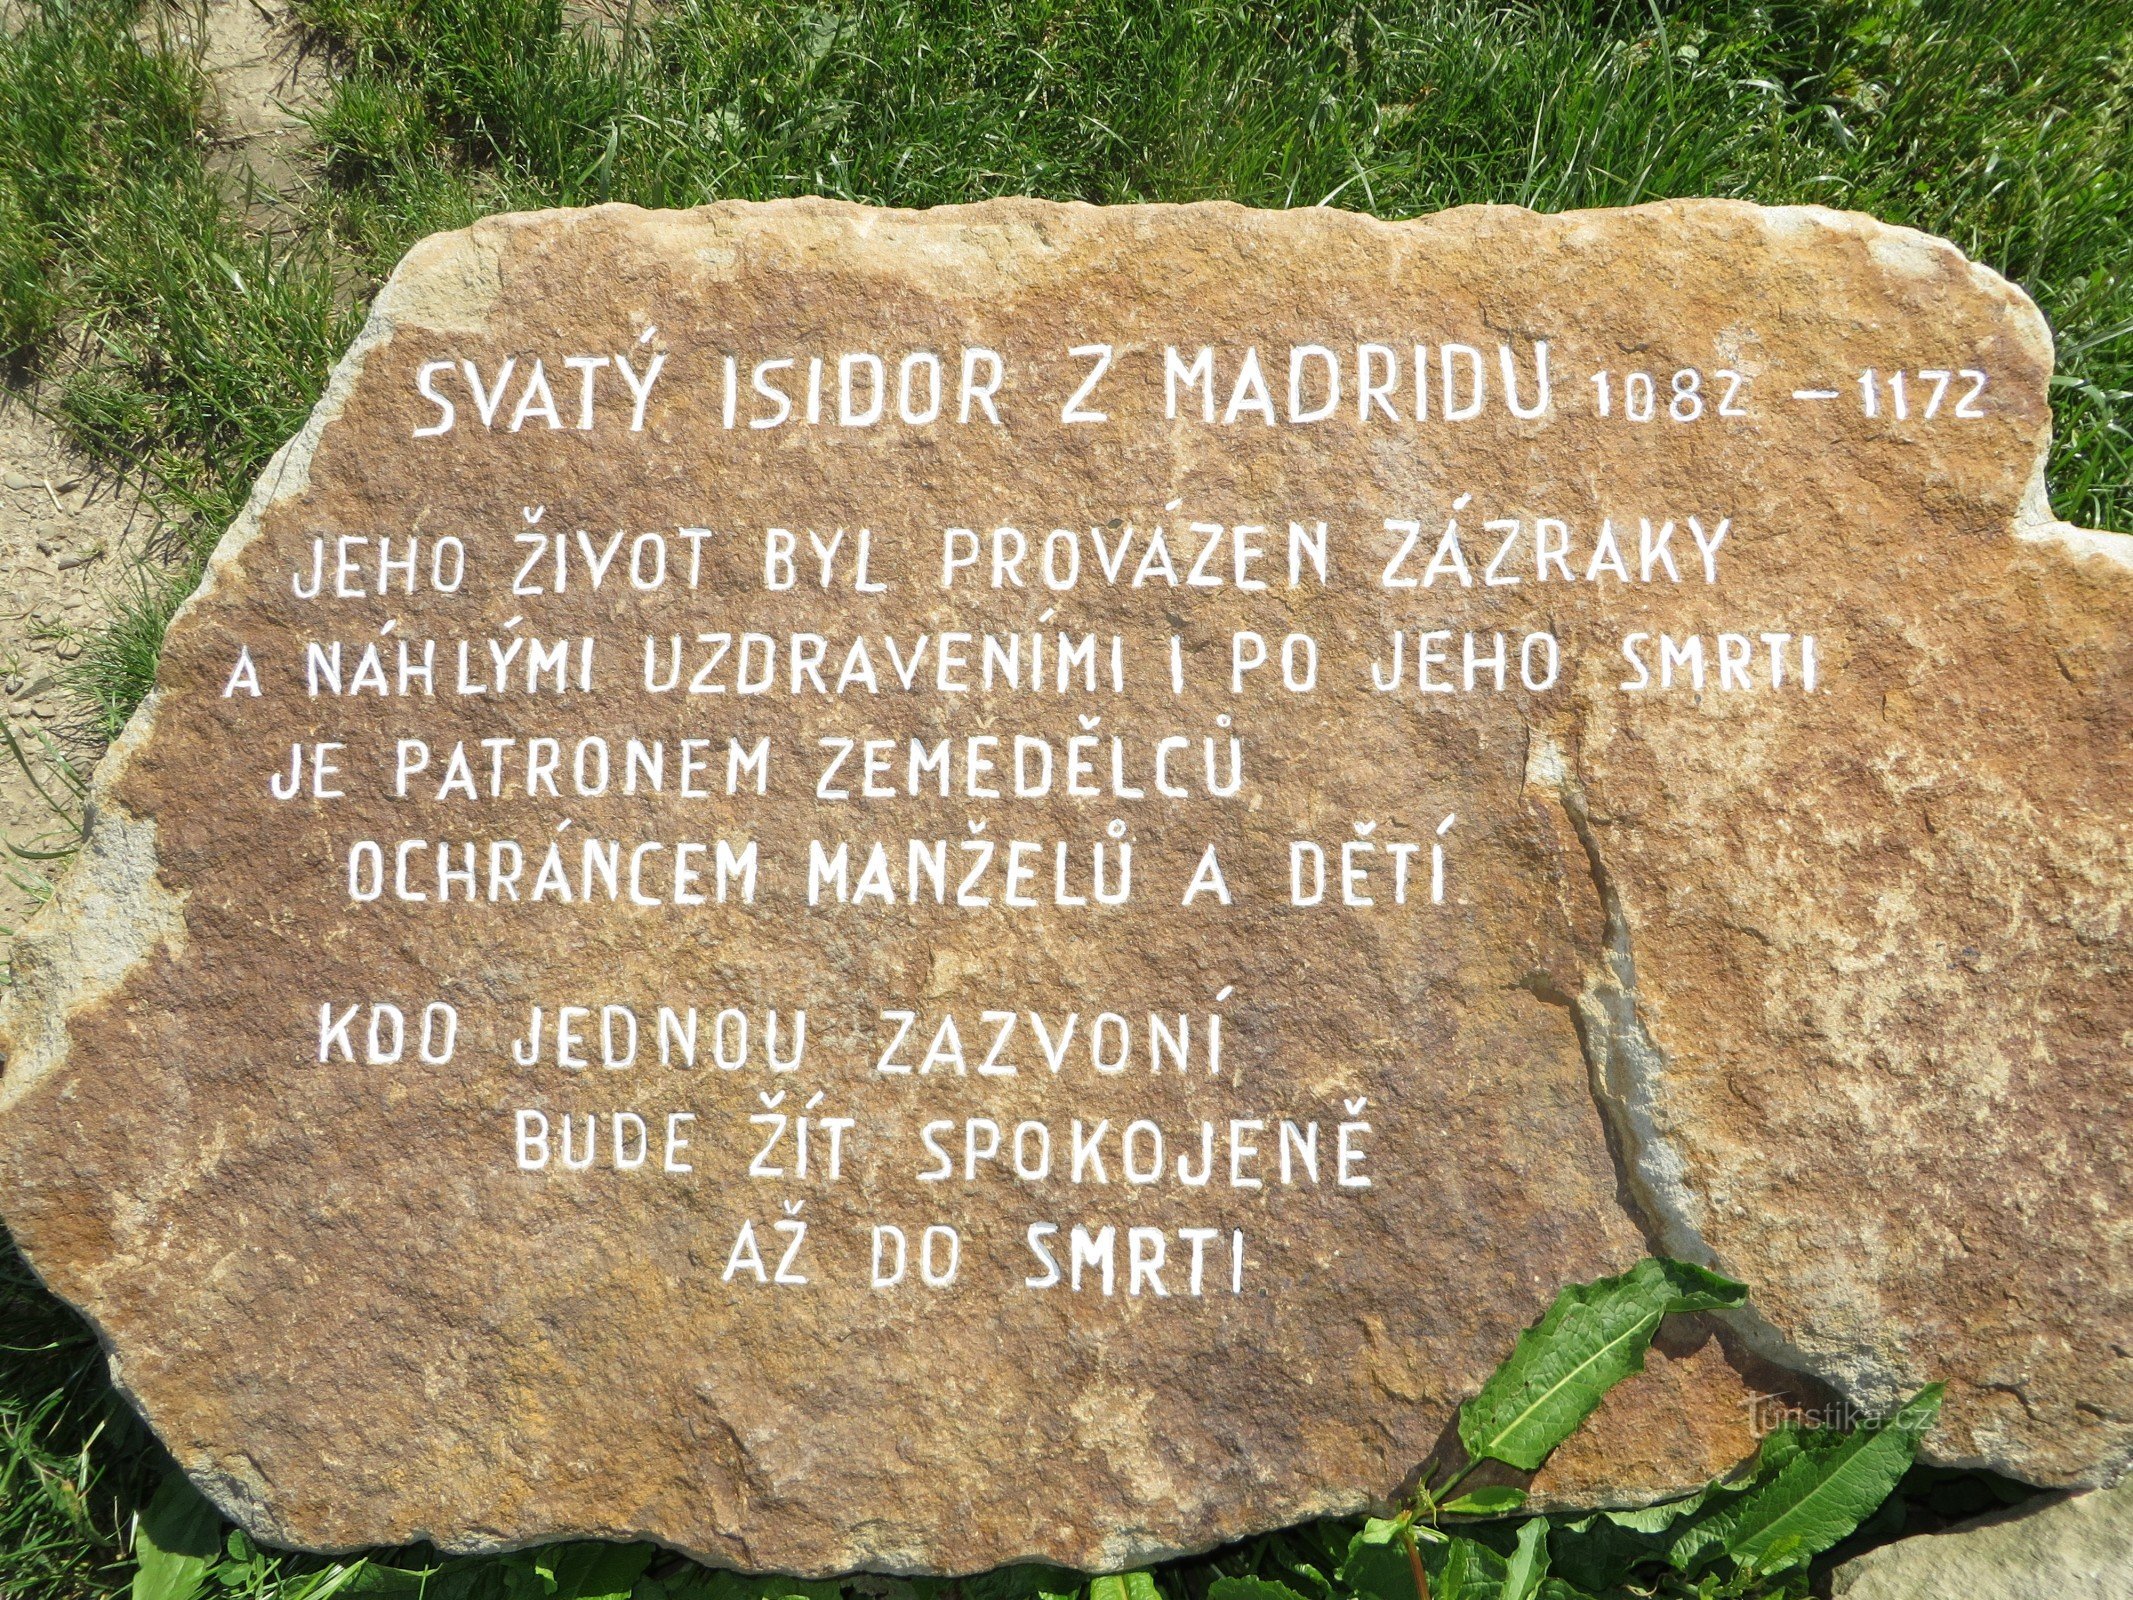 SVATÝ ISIDOR Z MADRIDU 1082 – 1172
JEHO ŽIVOT BYL PROVÁZEN ZÁZRAKY
A NÁHLÝMI UZDRAVENÍMI I PO JEHO SMRTI
JE PATRONEM ZEMEDĚLCŮ
OCHRÁNCEM MANŽELŮ A DĚTÍ
KDO JEDNOU ZAZVONÍ
BUDE ŽÍT SPOKOJENĚ
AŽ DO SMRTI
Turistika.cz